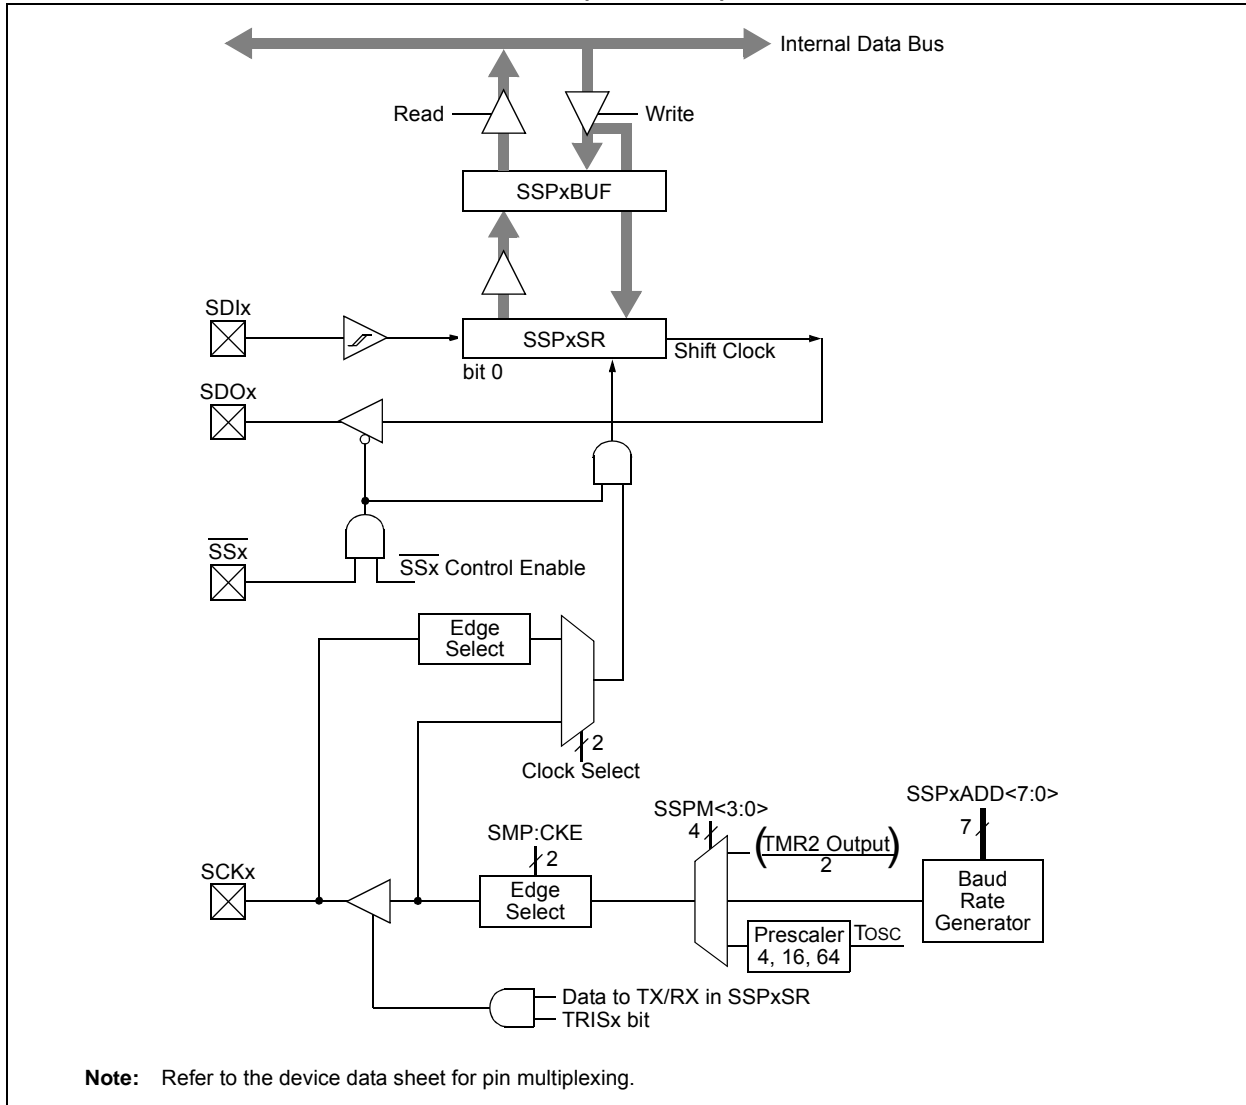 Internal Data Bus
Read
Write
SSPxBUF
SDIx
SSPxSR
Shift Clock
bit 0
SDOx
SSx
SSx Control Enable
Edge
Select
2
Clock Select
SSPxADD<7:0>
SSPM<3:0>
4
7
SMP:CKE
2
(TMR2 Output)
2
SCKx
Edge
Select
Baud
Rate
Generator
Prescaler
4, 16, 64
TOSC
Data to TX/RX in SSPxSR
TRISx bit
Note: Refer to the device data sheet for pin multiplexing.